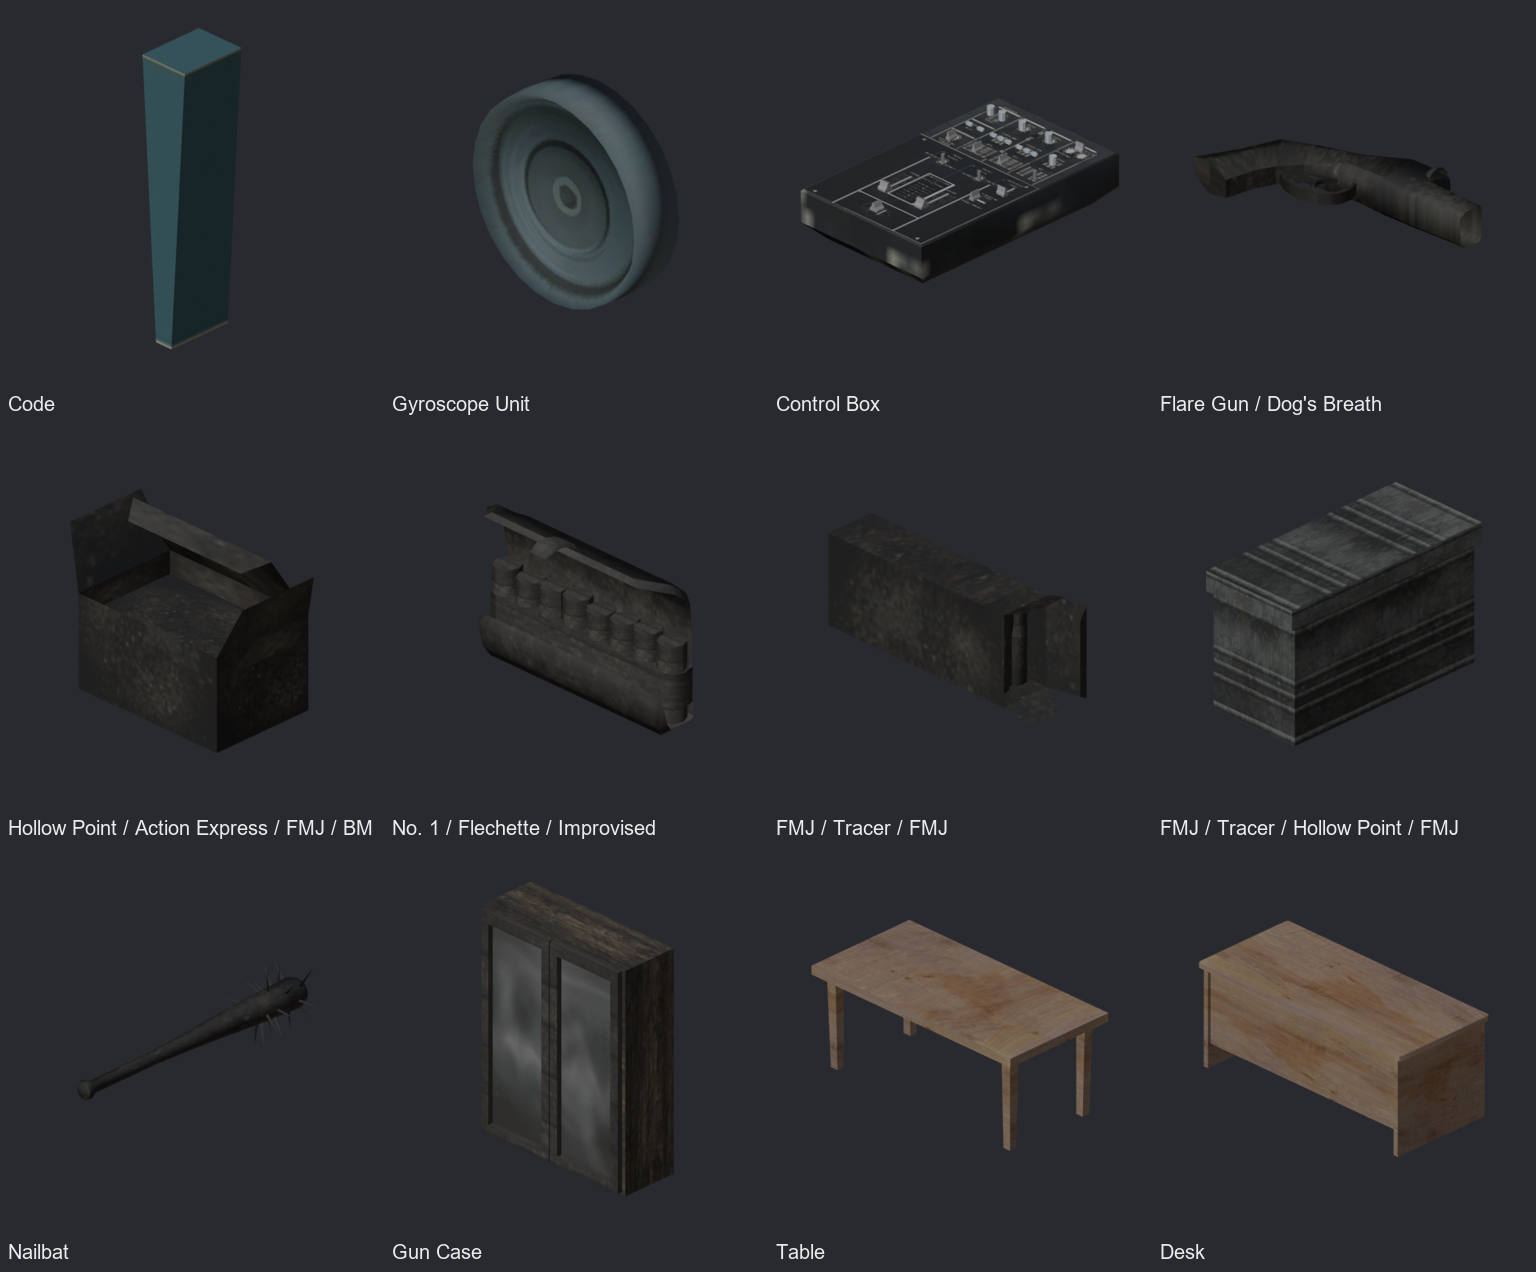 Code
Gyroscope Unit
Control Box
Flare Gun / Dog's Breath
Hollow Point / Action Express / FMJ / BM
No. 1 / Flechette / Improvised
FMJ / Tracer / FMJ
FMJ / Tracer / Hollow Point / FMJ
Nailbat
Gun Case
Table
Desk